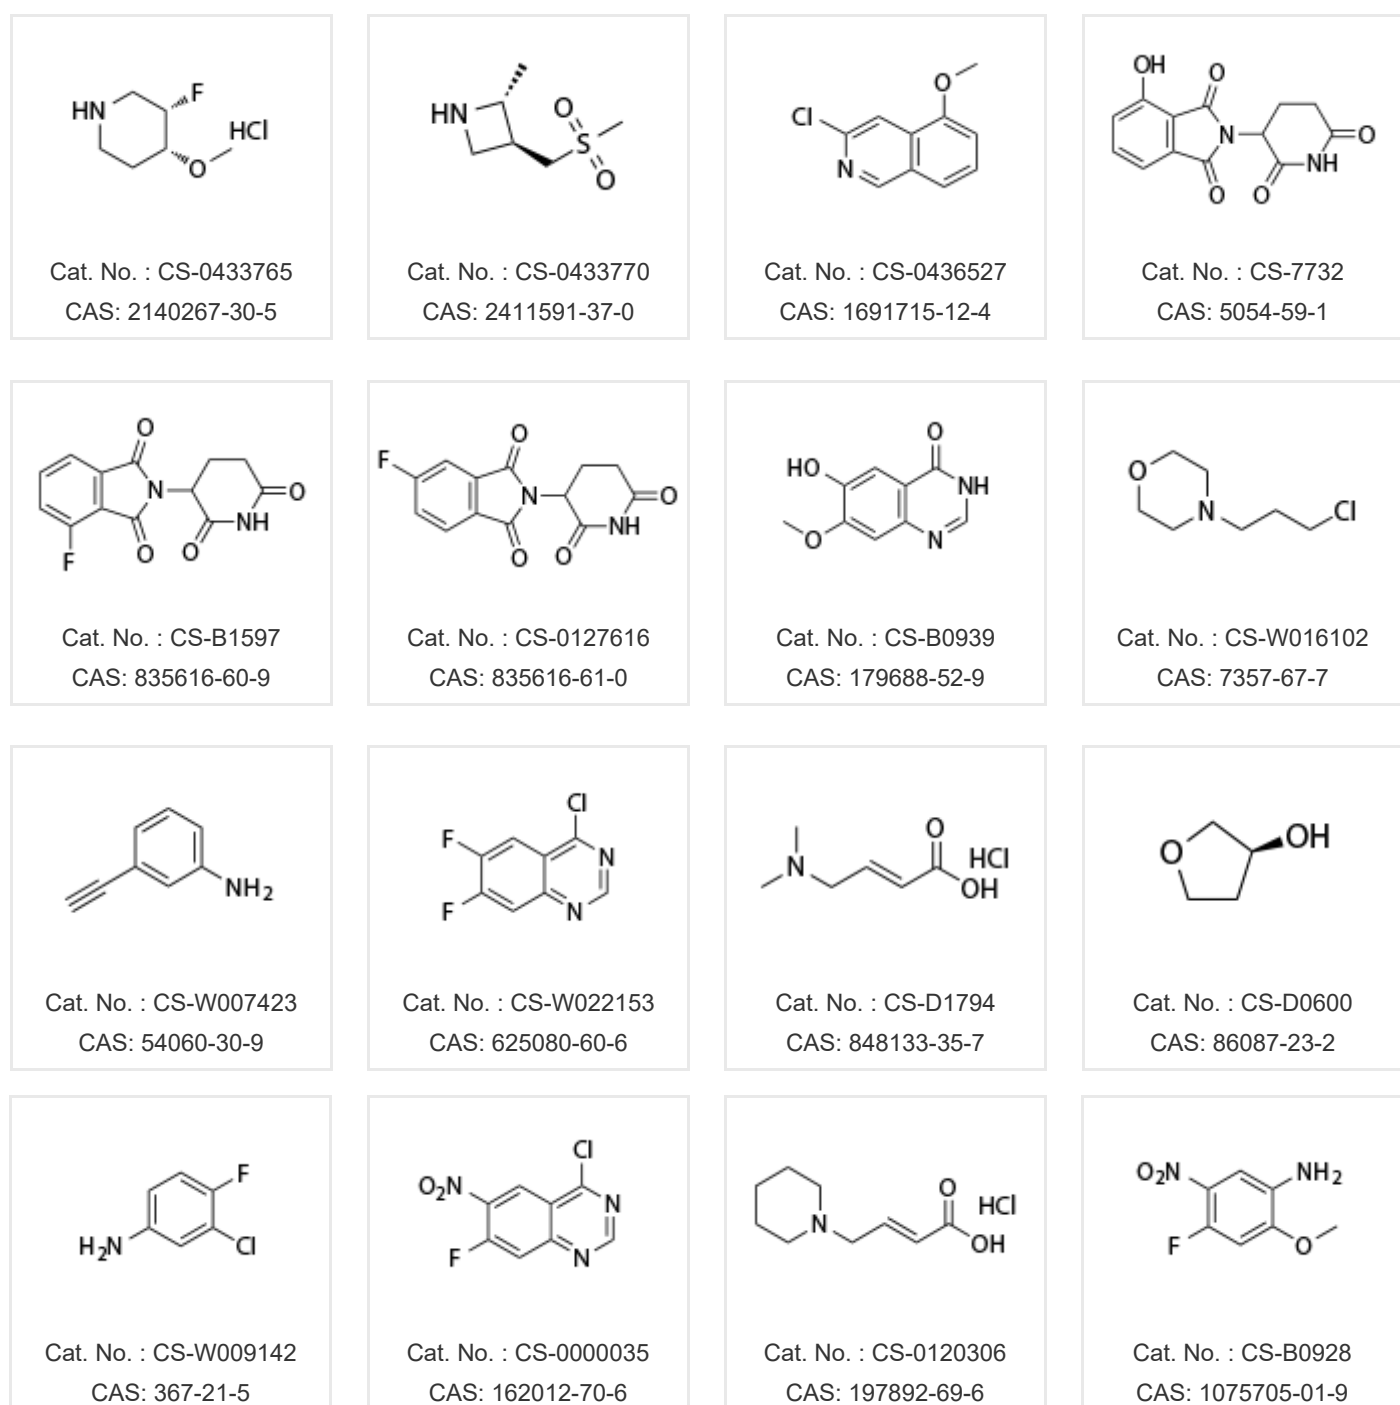 HN
F
HCl
O
Cat. No. : CS-0433765
CAS: 2140267-30-5
HN
O
S
O
Cat. No. : CS-0433770
CAS: 2411591-37-0
O
Cl
N
Cat. No. : CS-0436527
CAS: 1691715-12-4
OH
O
N
O
NH
O
O
Cat. No. : CS-7732
CAS: 5054-59-1
O
N
O
NH
O
O
F
Cat. No. : CS-B1597
CAS: 835616-60-9
O
F
N
O
NH
O
O
Cat. No. : CS-0127616
CAS: 835616-61-0
O
HO
NH
O
N
Cat. No. : CS-B0939
CAS: 179688-52-9
O
N
Cl
Cat. No. : CS-W016102
CAS: 7357-67-7
NH2
Cat. No. : CS-W007423
CAS: 54060-30-9
Cl
F
N
F
N
Cat. No. : CS-W022153
CAS: 625080-60-6
O
N
HCl
OH
Cat. No. : CS-D1794
CAS: 848133-35-7
O
OH
Cat. No. : CS-D0600
CAS: 86087-23-2
F
H2N
Cl
Cat. No. : CS-W009142
CAS: 367-21-5
Cl
O2N
N
F
N
Cat. No. : CS-0000035
CAS: 162012-70-6
O
HCl
N
OH
Cat. No. : CS-0120306
CAS: 197892-69-6
O2N
NH2
F
O
Cat. No. : CS-B0928
CAS: 1075705-01-9